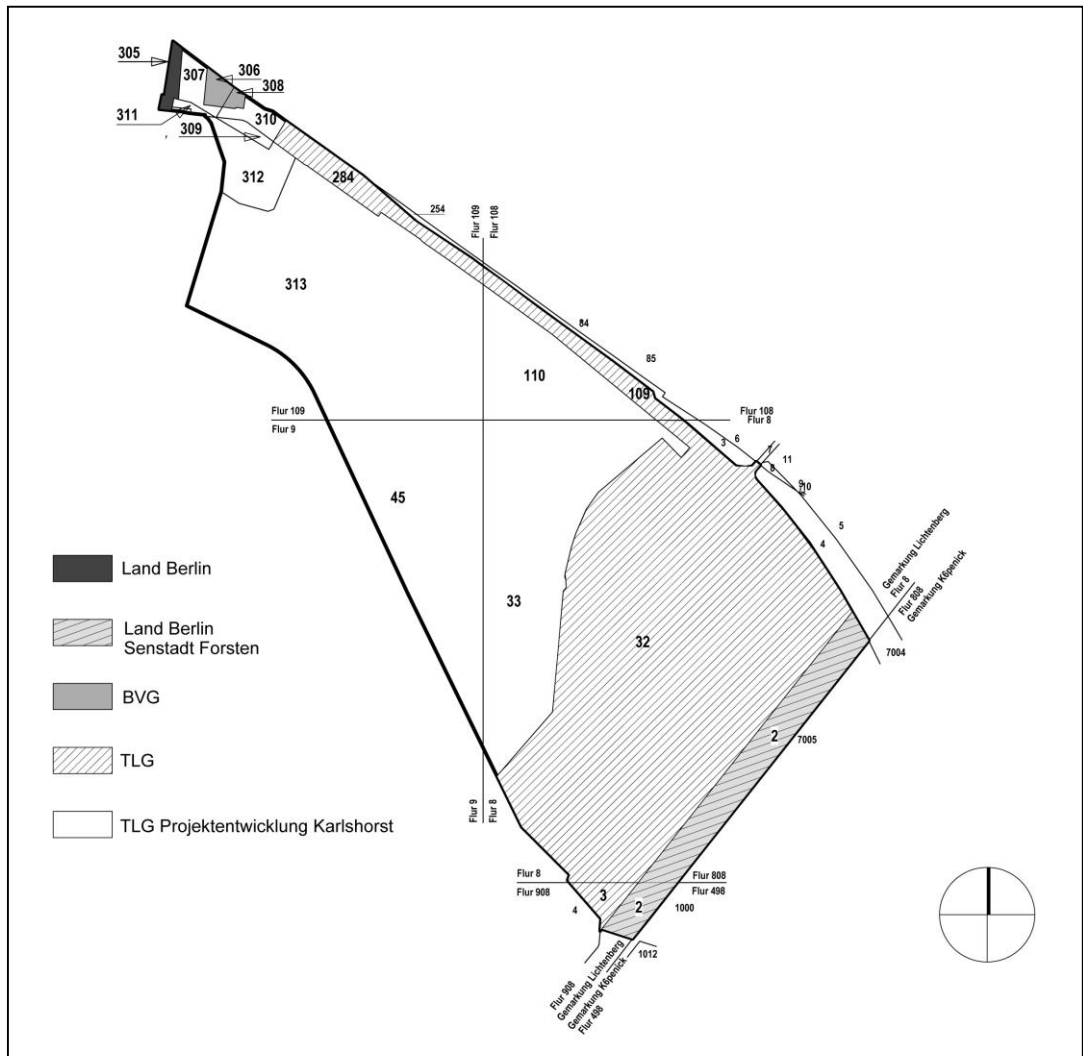 305
307
306
308
311
309
310
312
284
254
Flur 109
Flur 108
313
84
85
110
109
Flur 109
Flur 9
Flur 108
Flur 8
3
6
7
8
11
9
10
45
5
4
Gemarkung Lichtenberg
Flur 8
Flur 808
Gemarkung K6penick
33
32
7004
Land Berlin
Land Berlin
Senstadt Forsten
BVG
TLG
TLG Projektentwicklung Karlshorst
2
7005
Flur 9
Flur 8
Flur 8
Flur 908
Flur 808
Flur 498
3
2
4
1000
1012
Flur 908
Gemarkung Lichtenberg
Gemarkung K6penick
Flur 498